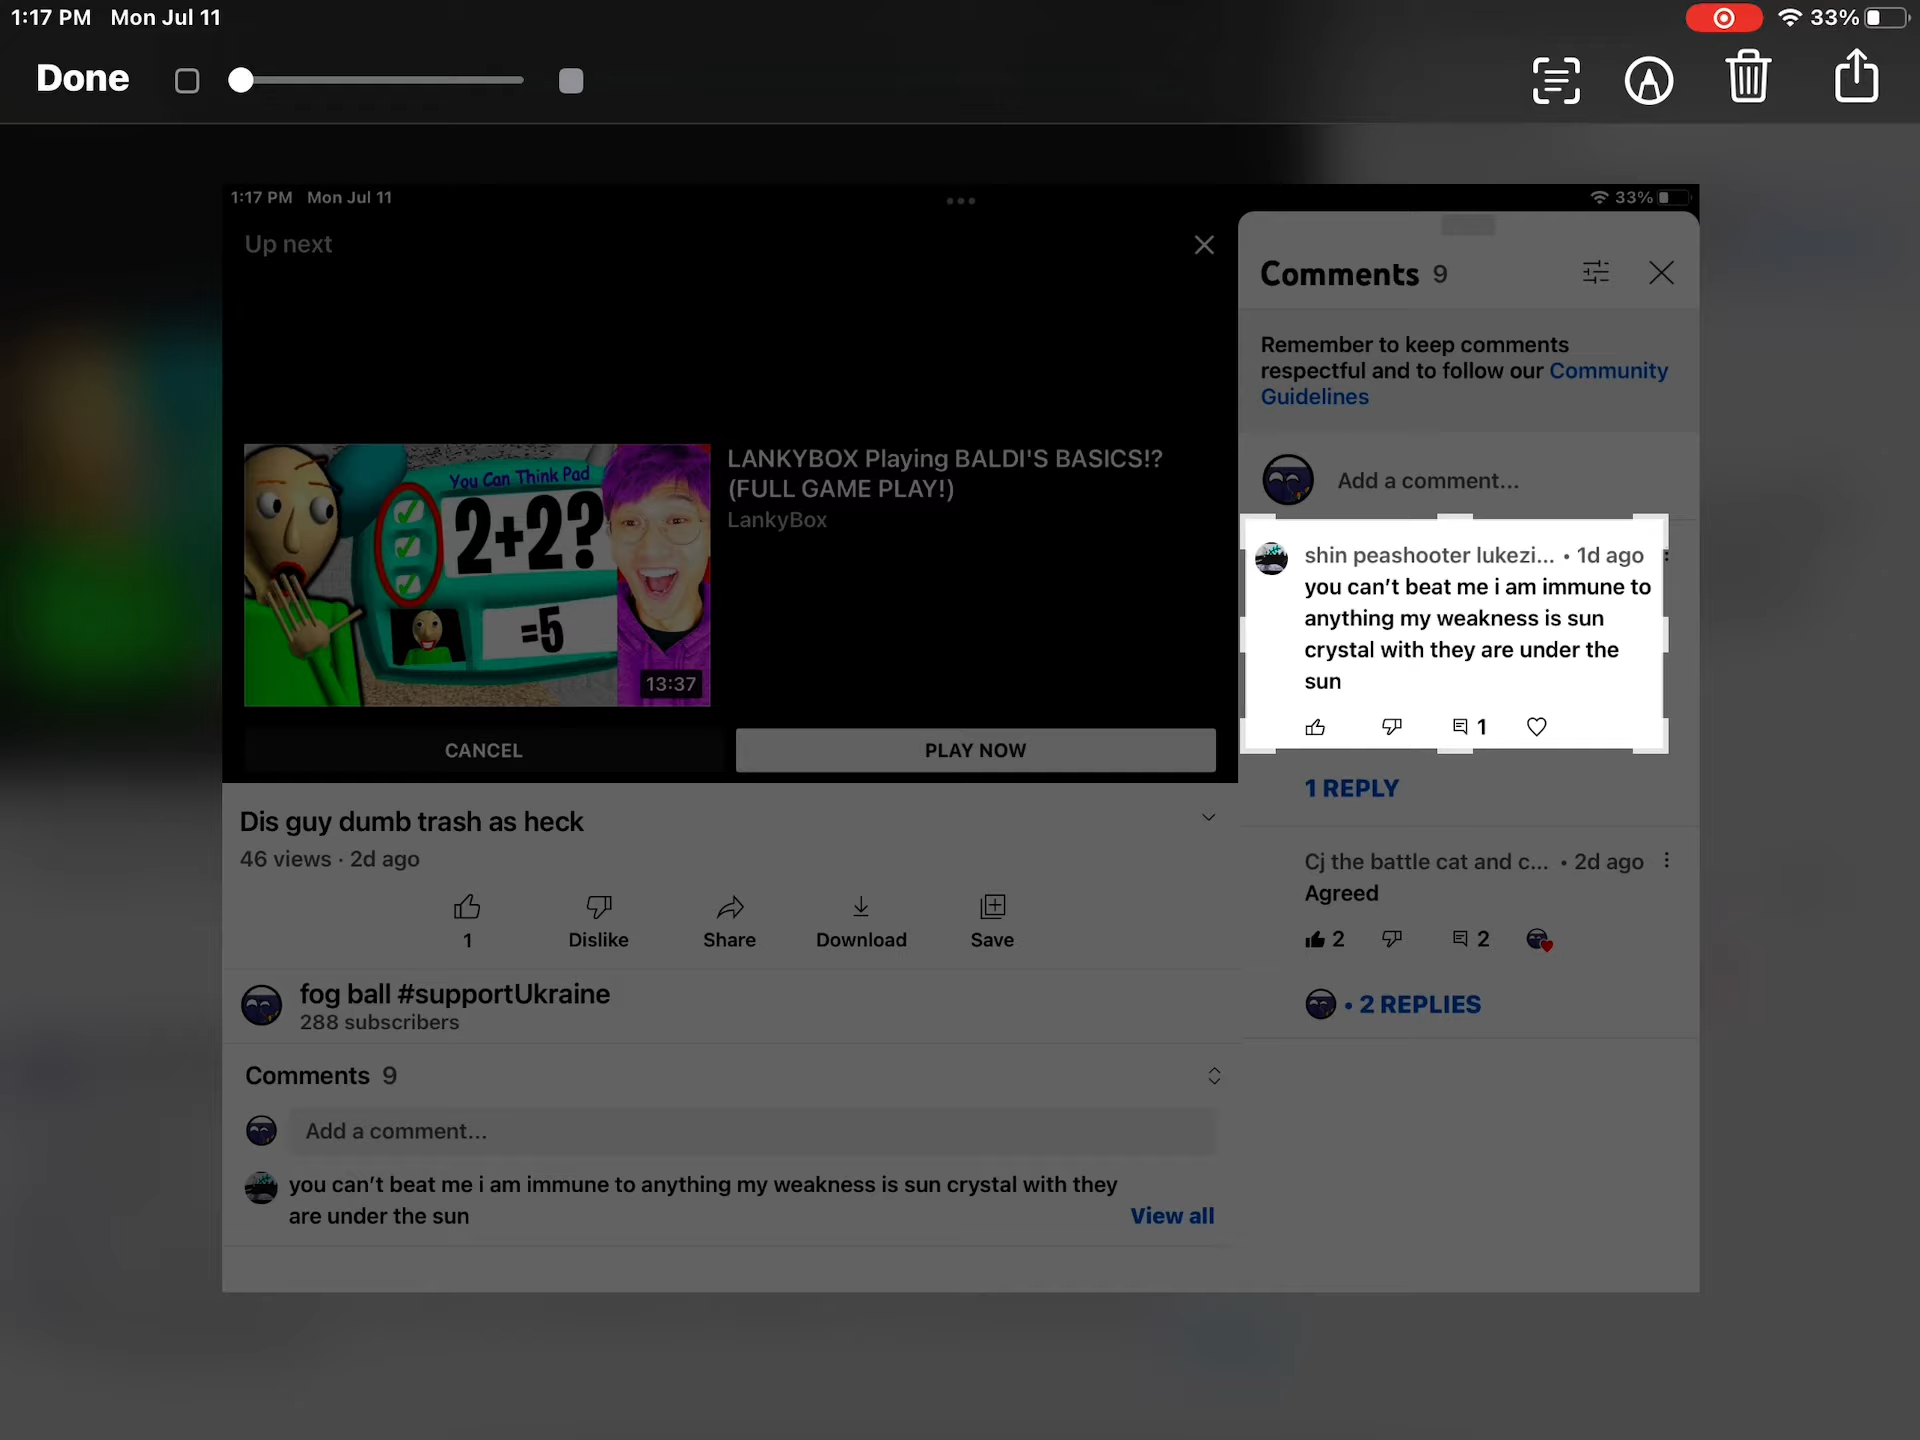 1:17 PM Mon Jul 11
33%
Done
1:17 PM Mon Jul 11
33%
Up next
You Can Think Pad
2+2?
=5
13:37
LANKYBOX Playing BALDI'S BASICS!?
(FULL GAME PLAY!)
LankyBox
CANCEL
PLAY NOW
Dis guy dumb trash as heck
46 views · 2d ago
1
Dislike
Share
Download
Save
fog ball #supportUkraine
288 subscribers
Comments 9
Add a comment...
you can’t beat me i am immune to anything my weakness is sun crystal with they
are under the sun
View all
Comments 9
Remember to keep comments
respectful and to follow our Community
Guidelines
Add a comment...
shin peashooter lukezi... • 1d ago
you can’t beat me i am immune to
anything my weakness is sun
crystal with they are under the
sun
1
1 REPLY
Cj the battle cat and c... • 2d ago
Agreed
2
2
• 2 REPLIES